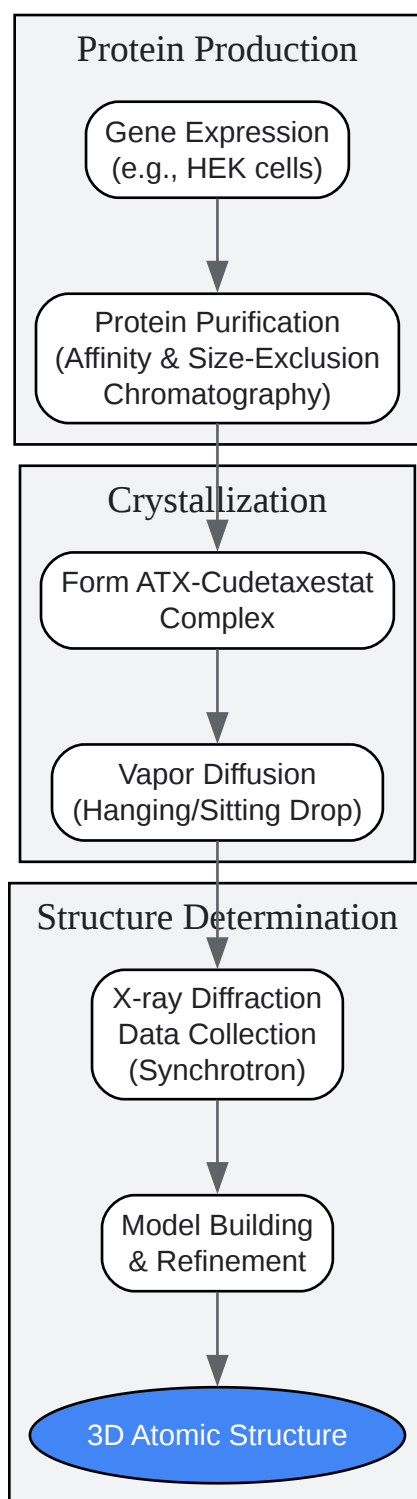 Protein Production
Gene Expression
(e.g., HEK cells)
Protein Purification
(Affinity & Size-Exclusion
Chromatography)
Crystallization
Form ATX-Cudetaxestat
Complex
Vapor Diffusion
(Hanging/Sitting Drop)
Structure Determination
X-ray Diffraction
Data Collection
(Synchrotron)
Model Building
& Refinement
3D Atomic Structure